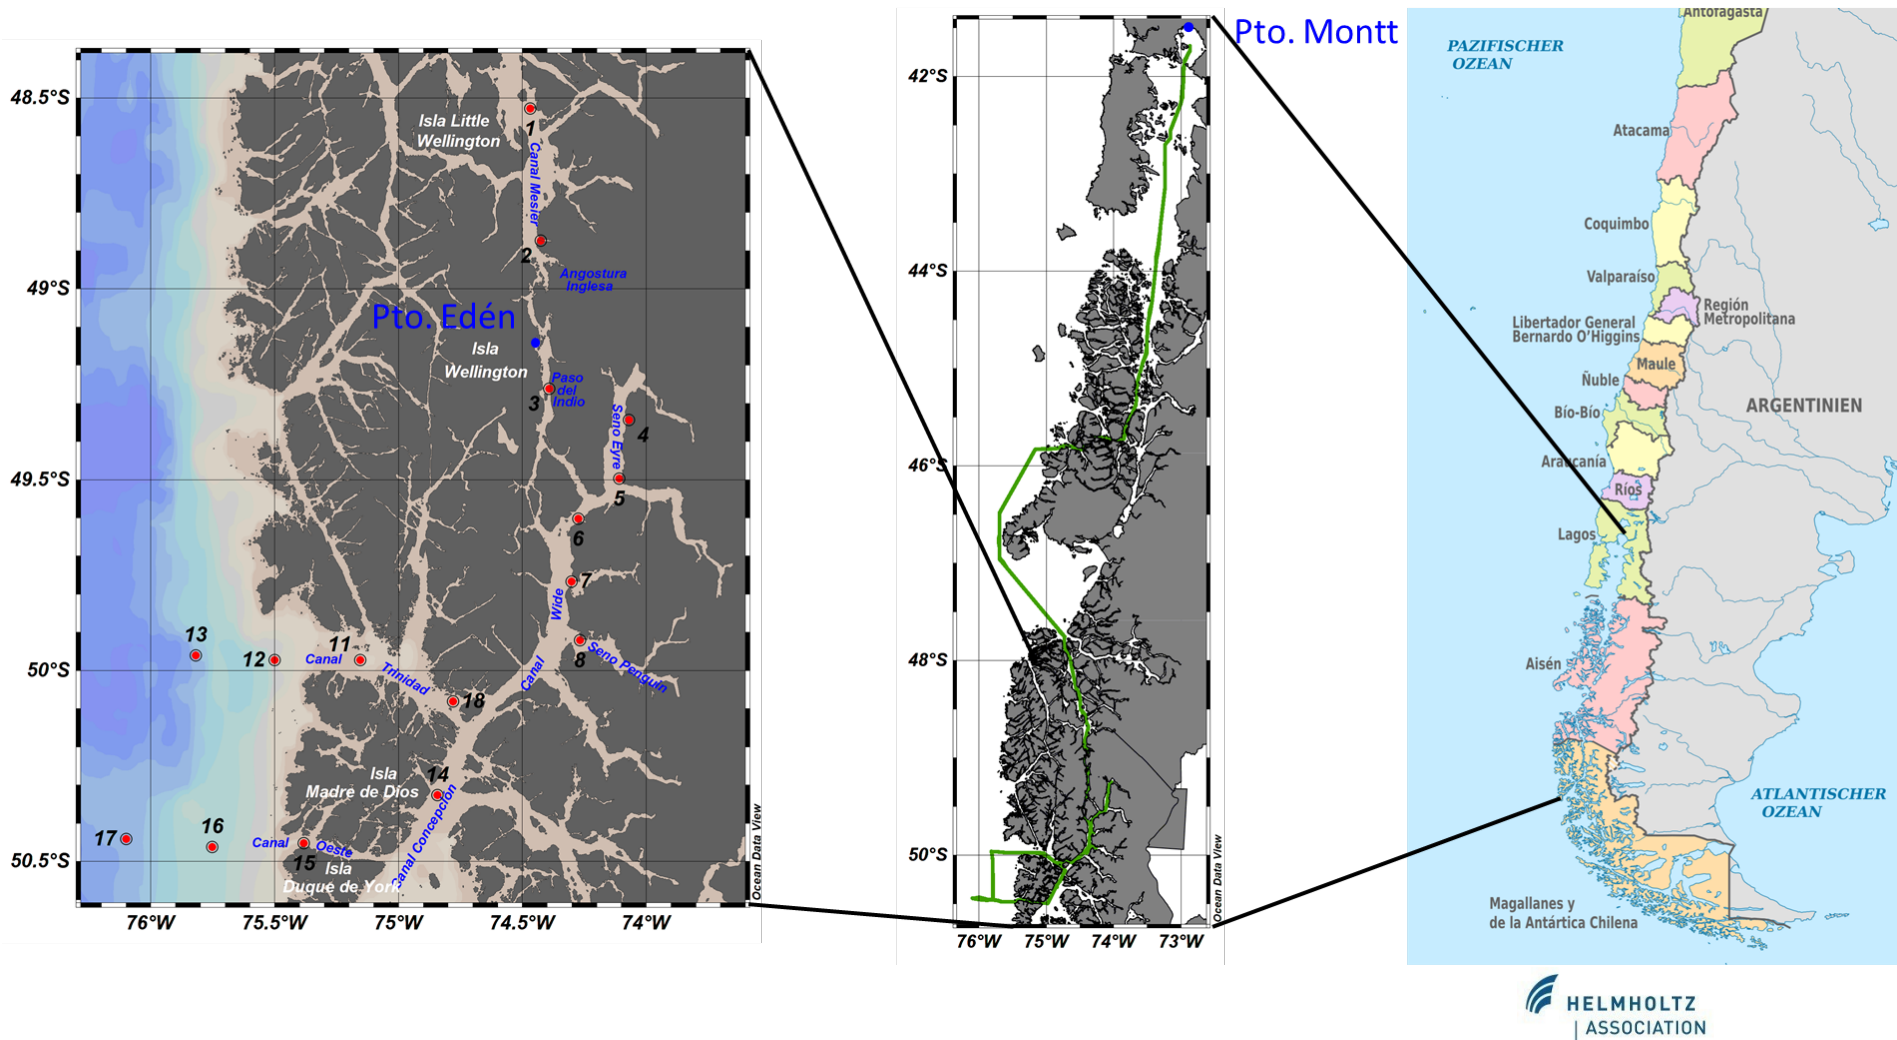 48.5°S
49°S
49.5°S
50°S
50.5°S
76°W
75.5°W
75°W
74.5°W
74°W
Isla Little
Wellington
1
Canal Mesier
2
Angostura
Inglesa
Pto. Edén
Isla
Wellington
Paso
del
Indio
3
Seno Eyre
4
5
6
7
Wide
Canal
8
Seno Penguin
13
12
11
Canal
Trinidad
18
14
Isla
Madre de Dios
Canal Concepción
17
16
Canal
Oeste
15
Isla
Duque de York
Ocean Data View
Pto. Montt
42°S
44°S
46°S
48°S
50°S
76°W
75°W
74°W
73°W
Ocean Data View
PAZIFISCHER
OZEAN
Antofagasta
Atacama
Coquimbo
Valparaíso
Región
Metropolitana
Libertador General
Bernardo O'Higgins
Maule
Ñuble
Bío-Bío
ARGENTINIEN
Araucanía
Ríos
Lagos
Aisén
ATLANTISCHER
OZEAN
Magallanes y
de la Antártica Chilena
HELMHOLTZ
| ASSOCIATION